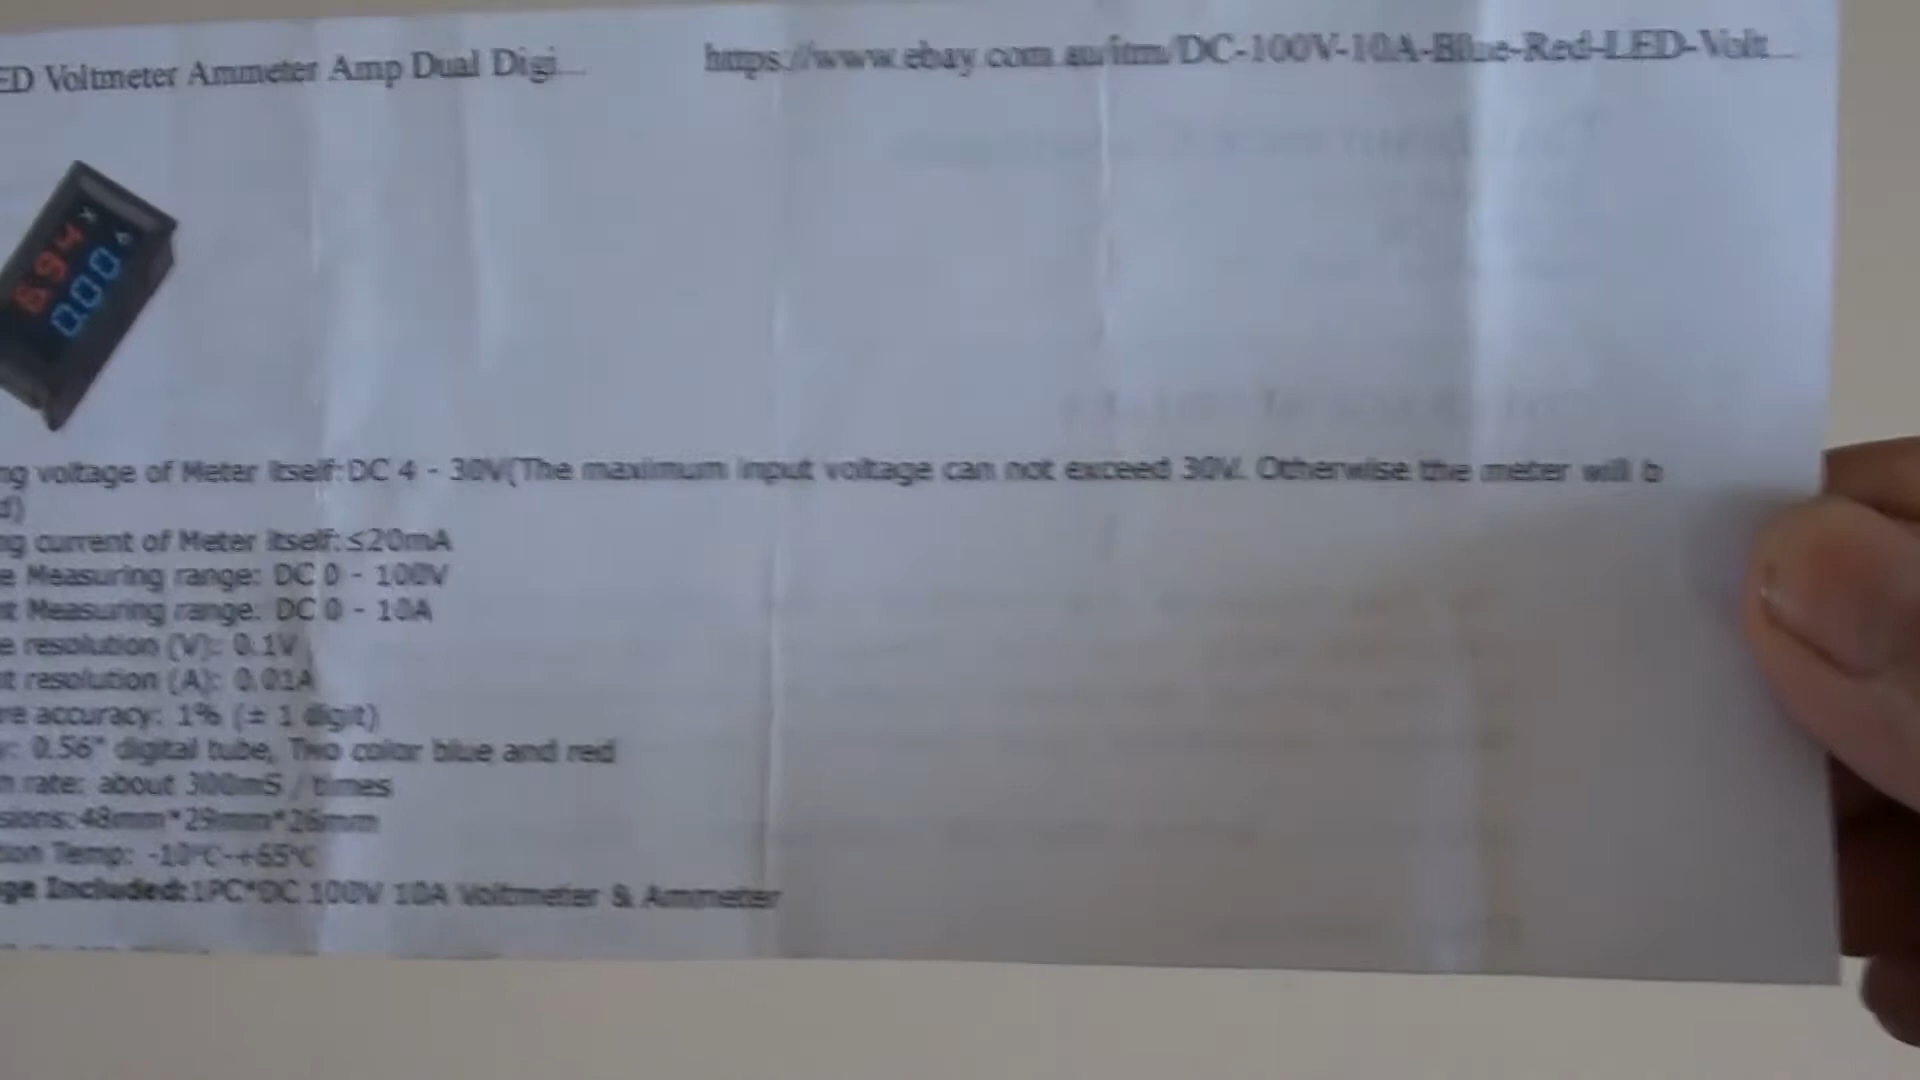 ED Voltmeter Ammeter Amp Dual Digi...
https://www.ebay.com.au/itm/DC-100V-10A-Blue-Red-LED-Volt...
V
A
694
0.00
ng voltage of Meter itself:DC 4 - 30V(The maximum input voltage can not exceed 30V. Otherwise the meter will b
d)
ng current of Meter itself:≤20mA
e Measuring range: DC 0 - 100V
t Measuring range: DC 0 - 10A
e resolution (V): 0.1V
t resolution (A): 0.01A
re accuracy: 1% (± 1 digit)
y: 0.56" digital tube, Two color blue and red
h rate: about 300mS / times
sions:48mm*29mm*26mm
ion Temp: -10℃-+65℃
ge Included:1PC*DC 100V 10A Voltmeter & Ammeter